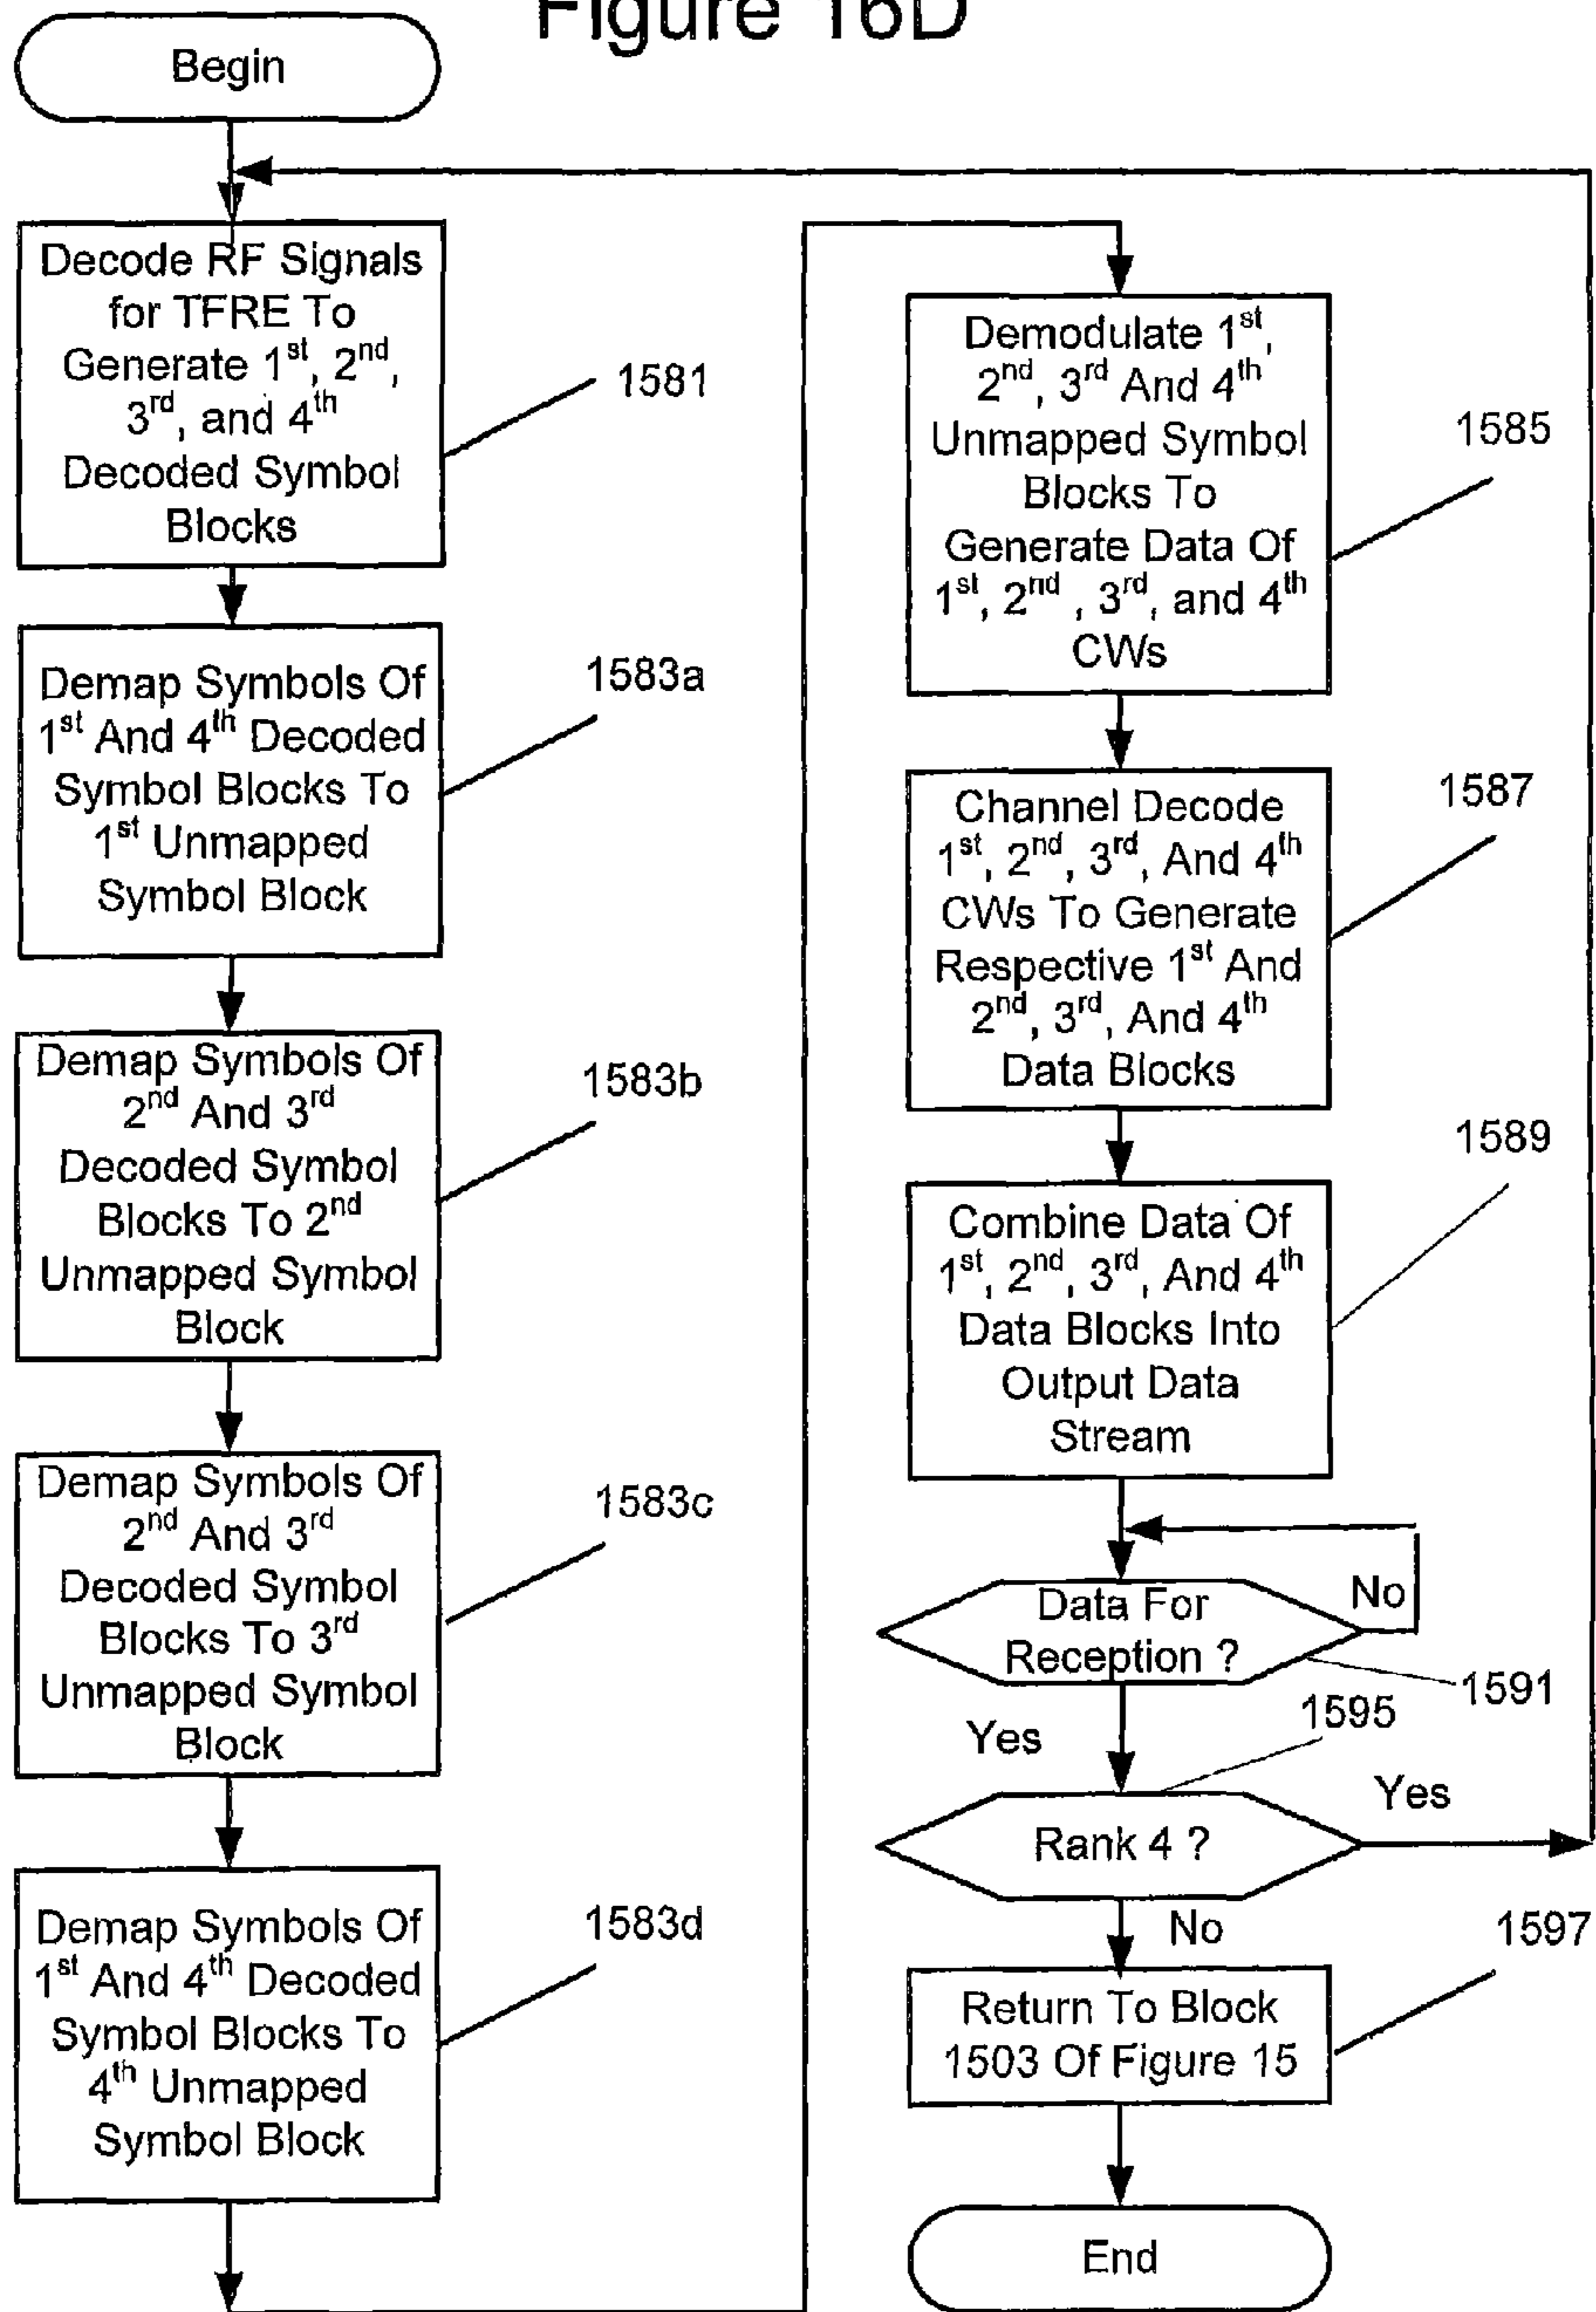 Figure 16D
Begin
Decode RF Signals
for TFRE To
Generate 1st, 2nd,
3rd, and 4th
Decoded Symbol
Blocks
1581
Demap Symbols Of
1st And 4th Decoded
Symbol Blocks To
1st Unmapped
Symbol Block
1583a
Demap Symbols Of
2nd And 3rd
Decoded Symbol
Blocks To 2nd
Unmapped Symbol
Block
1583b
Demap Symbols Of
2nd And 3rd
Decoded Symbol
Blocks To 3rd
Unmapped Symbol
Block
1583c
Demap Symbols Of
1st And 4th Decoded
Symbol Blocks To
4th Unmapped
Symbol Block
1583d
Demodulate 1st,
2nd, 3rd And 4th
Unmapped Symbol
Blocks To
Generate Data Of
1st, 2nd , 3rd, and 4th
CWs
1585
Channel Decode
1st, 2nd, 3rd, And 4th
CWs To Generate
Respective 1st And
2nd, 3rd, And 4th
Data Blocks
1587
Combine Data Of
1st, 2nd, 3rd, And 4th
Data Blocks Into
Output Data
Stream
1589
Data For
Reception ?
No
1591
Yes
1595
Rank 4 ?
Yes
No
Return To Block
1503 Of Figure 15
1597
End